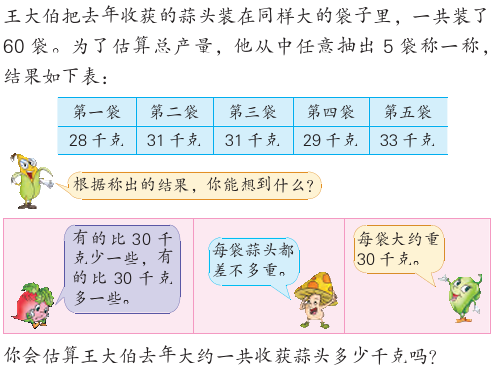 王大伯把去年收获的蒜头装在同样大的袋子里，一共装了
60 袋。为了估算总产量，他从中任意抽出 5 袋称一称，
结果如下表：
第一袋 第二袋 第三袋 第四袋 第五袋
28 千克 31 千克 31 千克 29 千克 33 千克
根据称出的结果，你能想到什么？
有的比 30 千
克少一些，有
的比 30 千克
多一些。
每袋蒜头都
差不多重。
每袋大约重
30 千克。
你会估算王大伯去年大约一共收获蒜头多少千克吗？